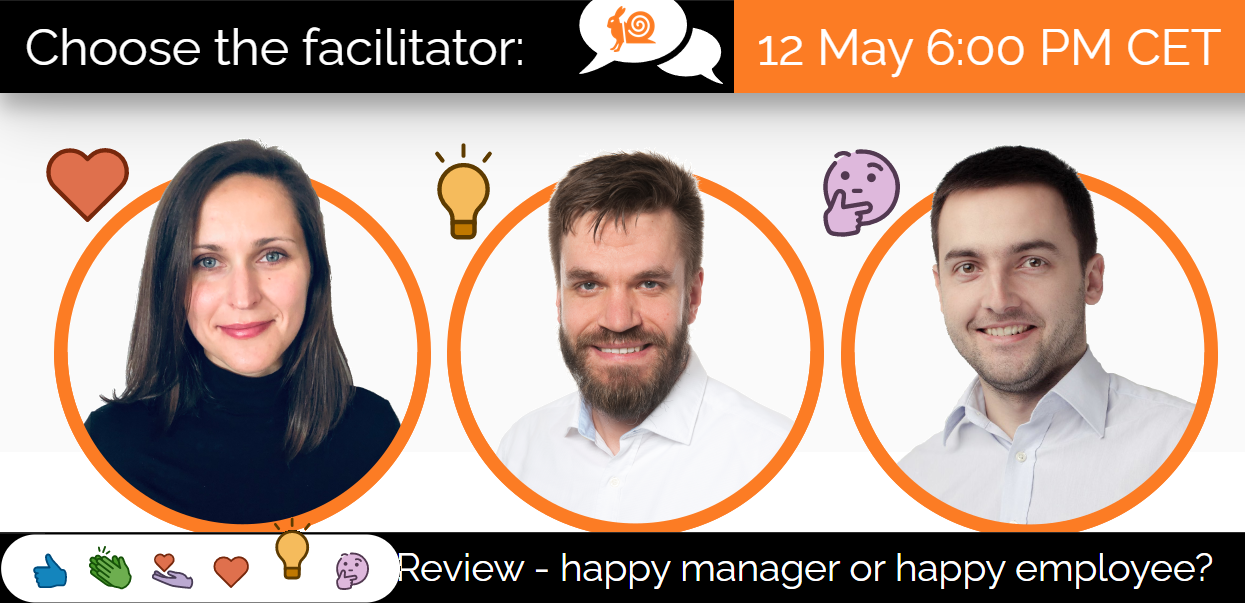 Choose the facilitator:
12 May 6:00 PM CET
Review - happy manager or happy employee?